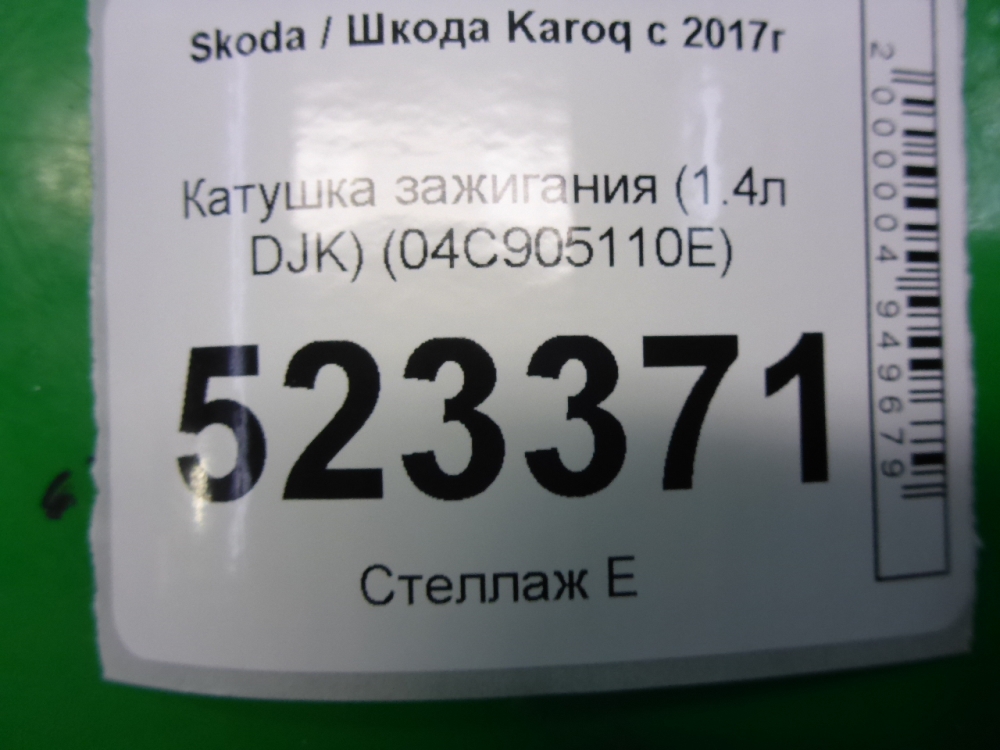 Skoda / Шкода Karoq с 2017г
Катушка зажигания (1.4л
DJK) (04C905110E)
523371
Стеллаж E
2000004949679